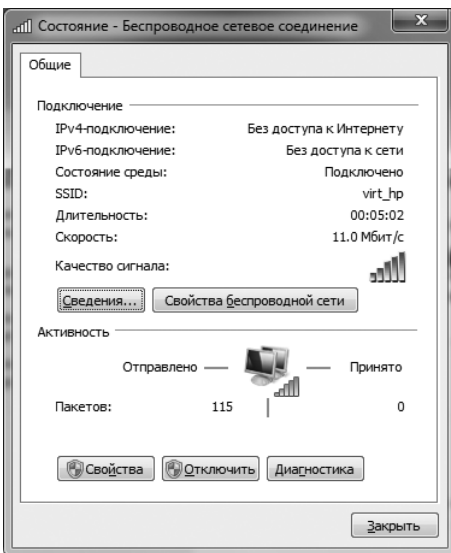 Состояние - Беспроводное сетевое соединение
Общие
Подключение
IPv4-подключение: Без доступа к Интернету
IPv6-подключение: Без доступа к сети
Состояние среды: Подключено
SSID: virt_hp
Длительность: 00:05:02
Скорость: 11.0 Мбит/с
Качество сигнала:
Сведения... Свойства беспроводной сети
Активность
Отправлено — — Принято
Пакетов: 115 0
Свойства Отключить Диагностика
Закрыть